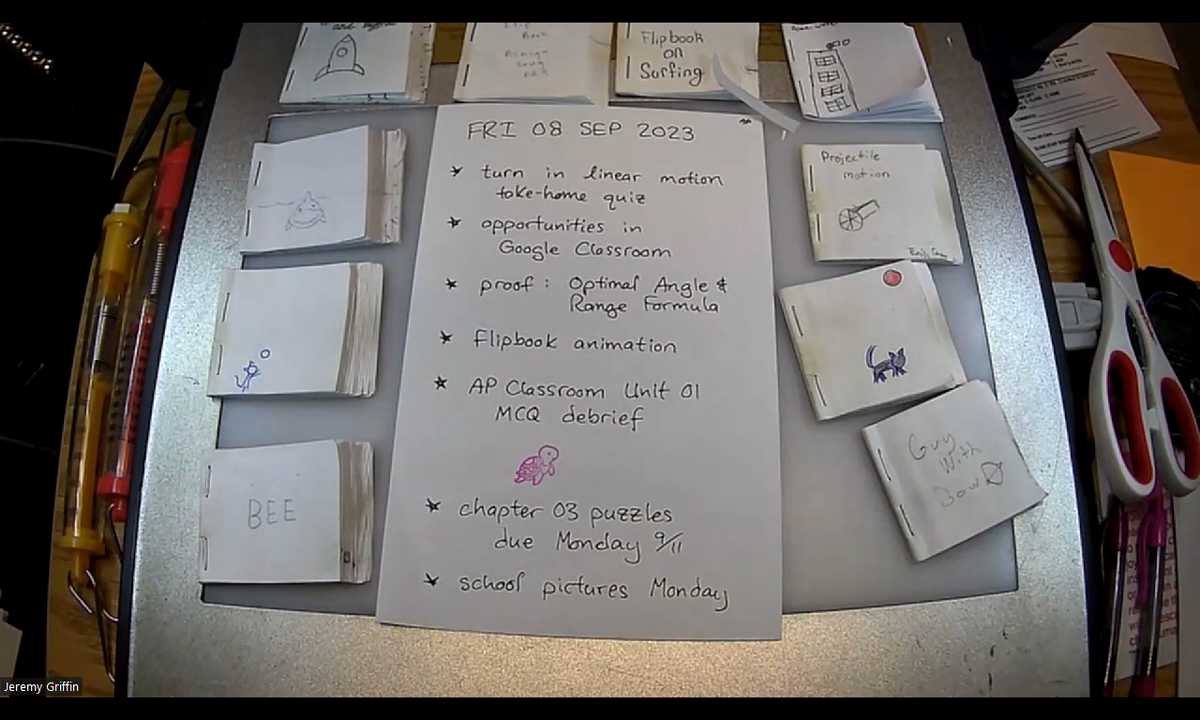 Flipbook
on
Surfing
FRI 08 SEP 2023
* turn in linear motion
take-home quiz
* opportunities in
Google Classroom
* proof : Optimal Angle &
Range Formula
* Flipbook animation
* AP Classroom Unit 01
MCQ debrief
* chapter 03 puzzles
due Monday 9/11
* school pictures Monday
BEE
Projectile
motion
Guy
With
Bow
Jeremy Griffin